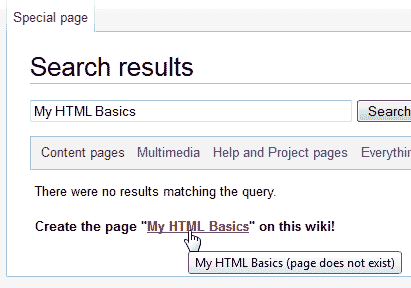 Special page
Search results
My HTML Basics Search
Content pages Multimedia Help and Project pages
There were no results matching the query.
Create the page "My HTML Basics" on this wiki!
My HTML Basics (page does not exist)